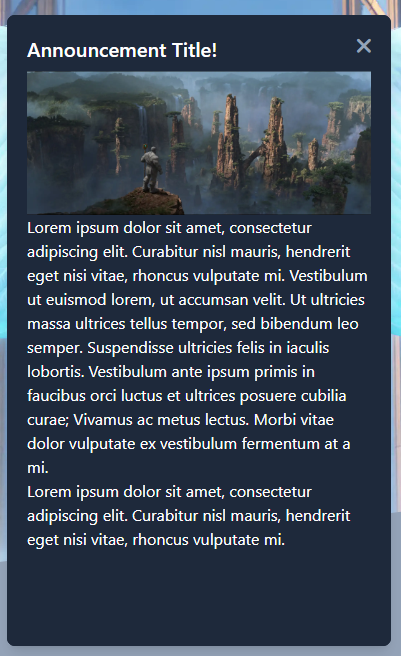 Announcement Title!
Lorem ipsum dolor sit amet, consectetur
adipiscing elit. Curabitur nisl mauris, hendrerit
eget nisi vitae, rhoncus vulputate mi. Vestibulum
ut euismod lorem, ut accumsan velit. Ut ultricies
massa ultrices tellus tempor, sed bibendum leo
semper. Suspendisse ultricies felis in iaculis
lobortis. Vestibulum ante ipsum primis in
faucibus orci luctus et ultrices posuere cubilia
curae; Vivamus ac metus lectus. Morbi vitae
dolor vulputate ex vestibulum fermentum at a
mi.
Lorem ipsum dolor sit amet, consectetur
adipiscing elit. Curabitur nisl mauris, hendrerit
eget nisi vitae, rhoncus vulputate mi.